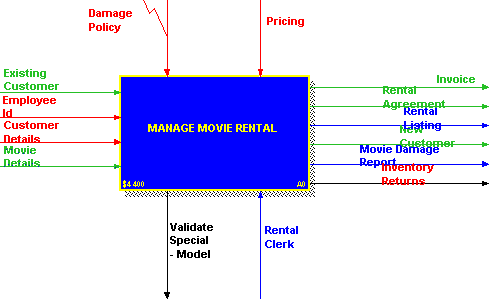 Damage
Policy
Pricing
Existing
Customer
Employee
Id
Customer
Details
Movie
Details
MANAGE MOVIE RENTAL
$4,400
A0
Invoice
Rental
Agreement
Rental
Listing
New
Customer
Movie Damage
Report
Inventory
Returns
Validate
Special
- Model
Rental
Clerk